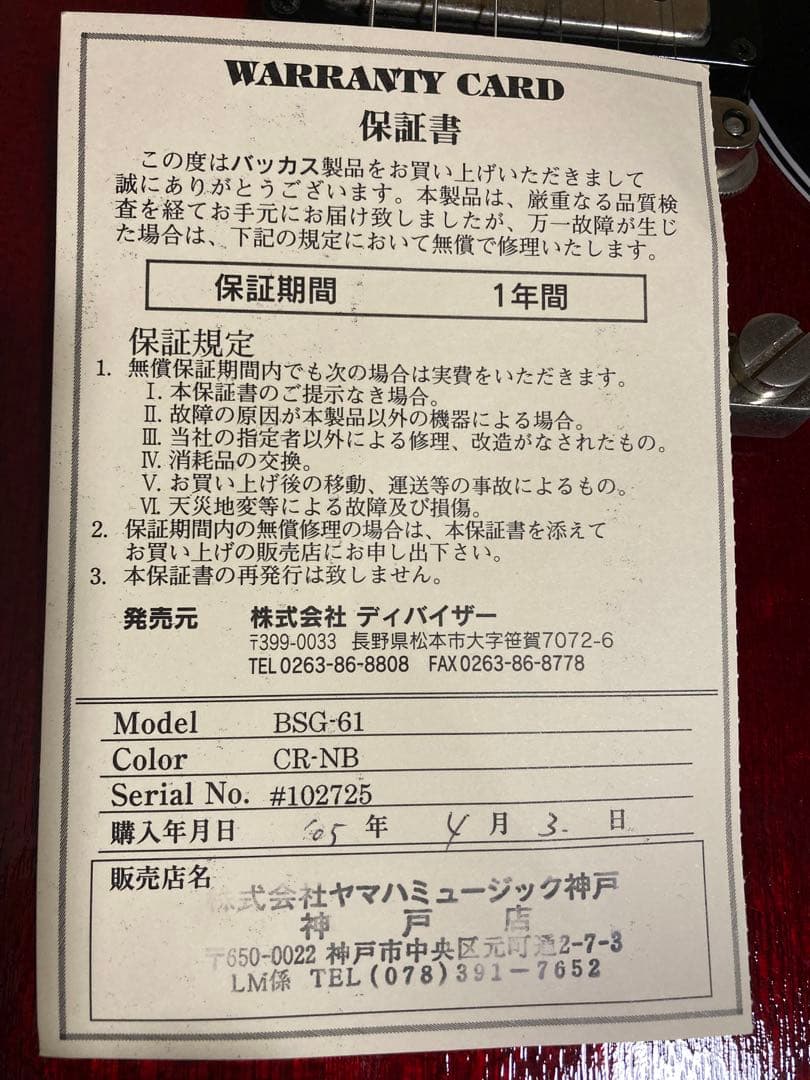 WARRANTY CARD
保証書
この度はバッカス製品をお買い上げいただきまして
誠にありがとうございます。本製品は、厳重なる品質検
査を経てお手元にお届け致しましたが、万一故障が生じ
た場合は、下記の規定において無償で修理いたします。
保証期間 1年間
保証規定
1. 無償保証期間内でも次の場合は実費をいただきます。
Ⅰ. 本保証書のご提示なき場合。
Ⅱ. 故障の原因が本製品以外の機器による場合。
Ⅲ. 当社の指定者以外による修理、改造がなされたもの。
Ⅳ. 消耗品の交換。
Ⅴ. お買い上げ後の移動、運送等の事故によるもの。
Ⅵ. 天災地変等による故障及び損傷。
2. 保証期間内の無償修理の場合は、本保証書を添えて
お買い上げの販売店にお申し出下さい。
3. 本保証書の再発行は致しません。
発売元 株式会社 ディバイザー
〒399-0033 長野県松本市大字笹賀7072-6
TEL0263-86-8808 FAX0263-86-8778
Model BSG-61
Color CR-NB
Serial No. #102725
購入年月日 '05 年 4 月 3. 日
販売店名
株式会社ヤマハミュージック神戸
神戸店
〒650-0022 神戸市中央区元町通2-7-3
LM係 TEL(078)391-7652